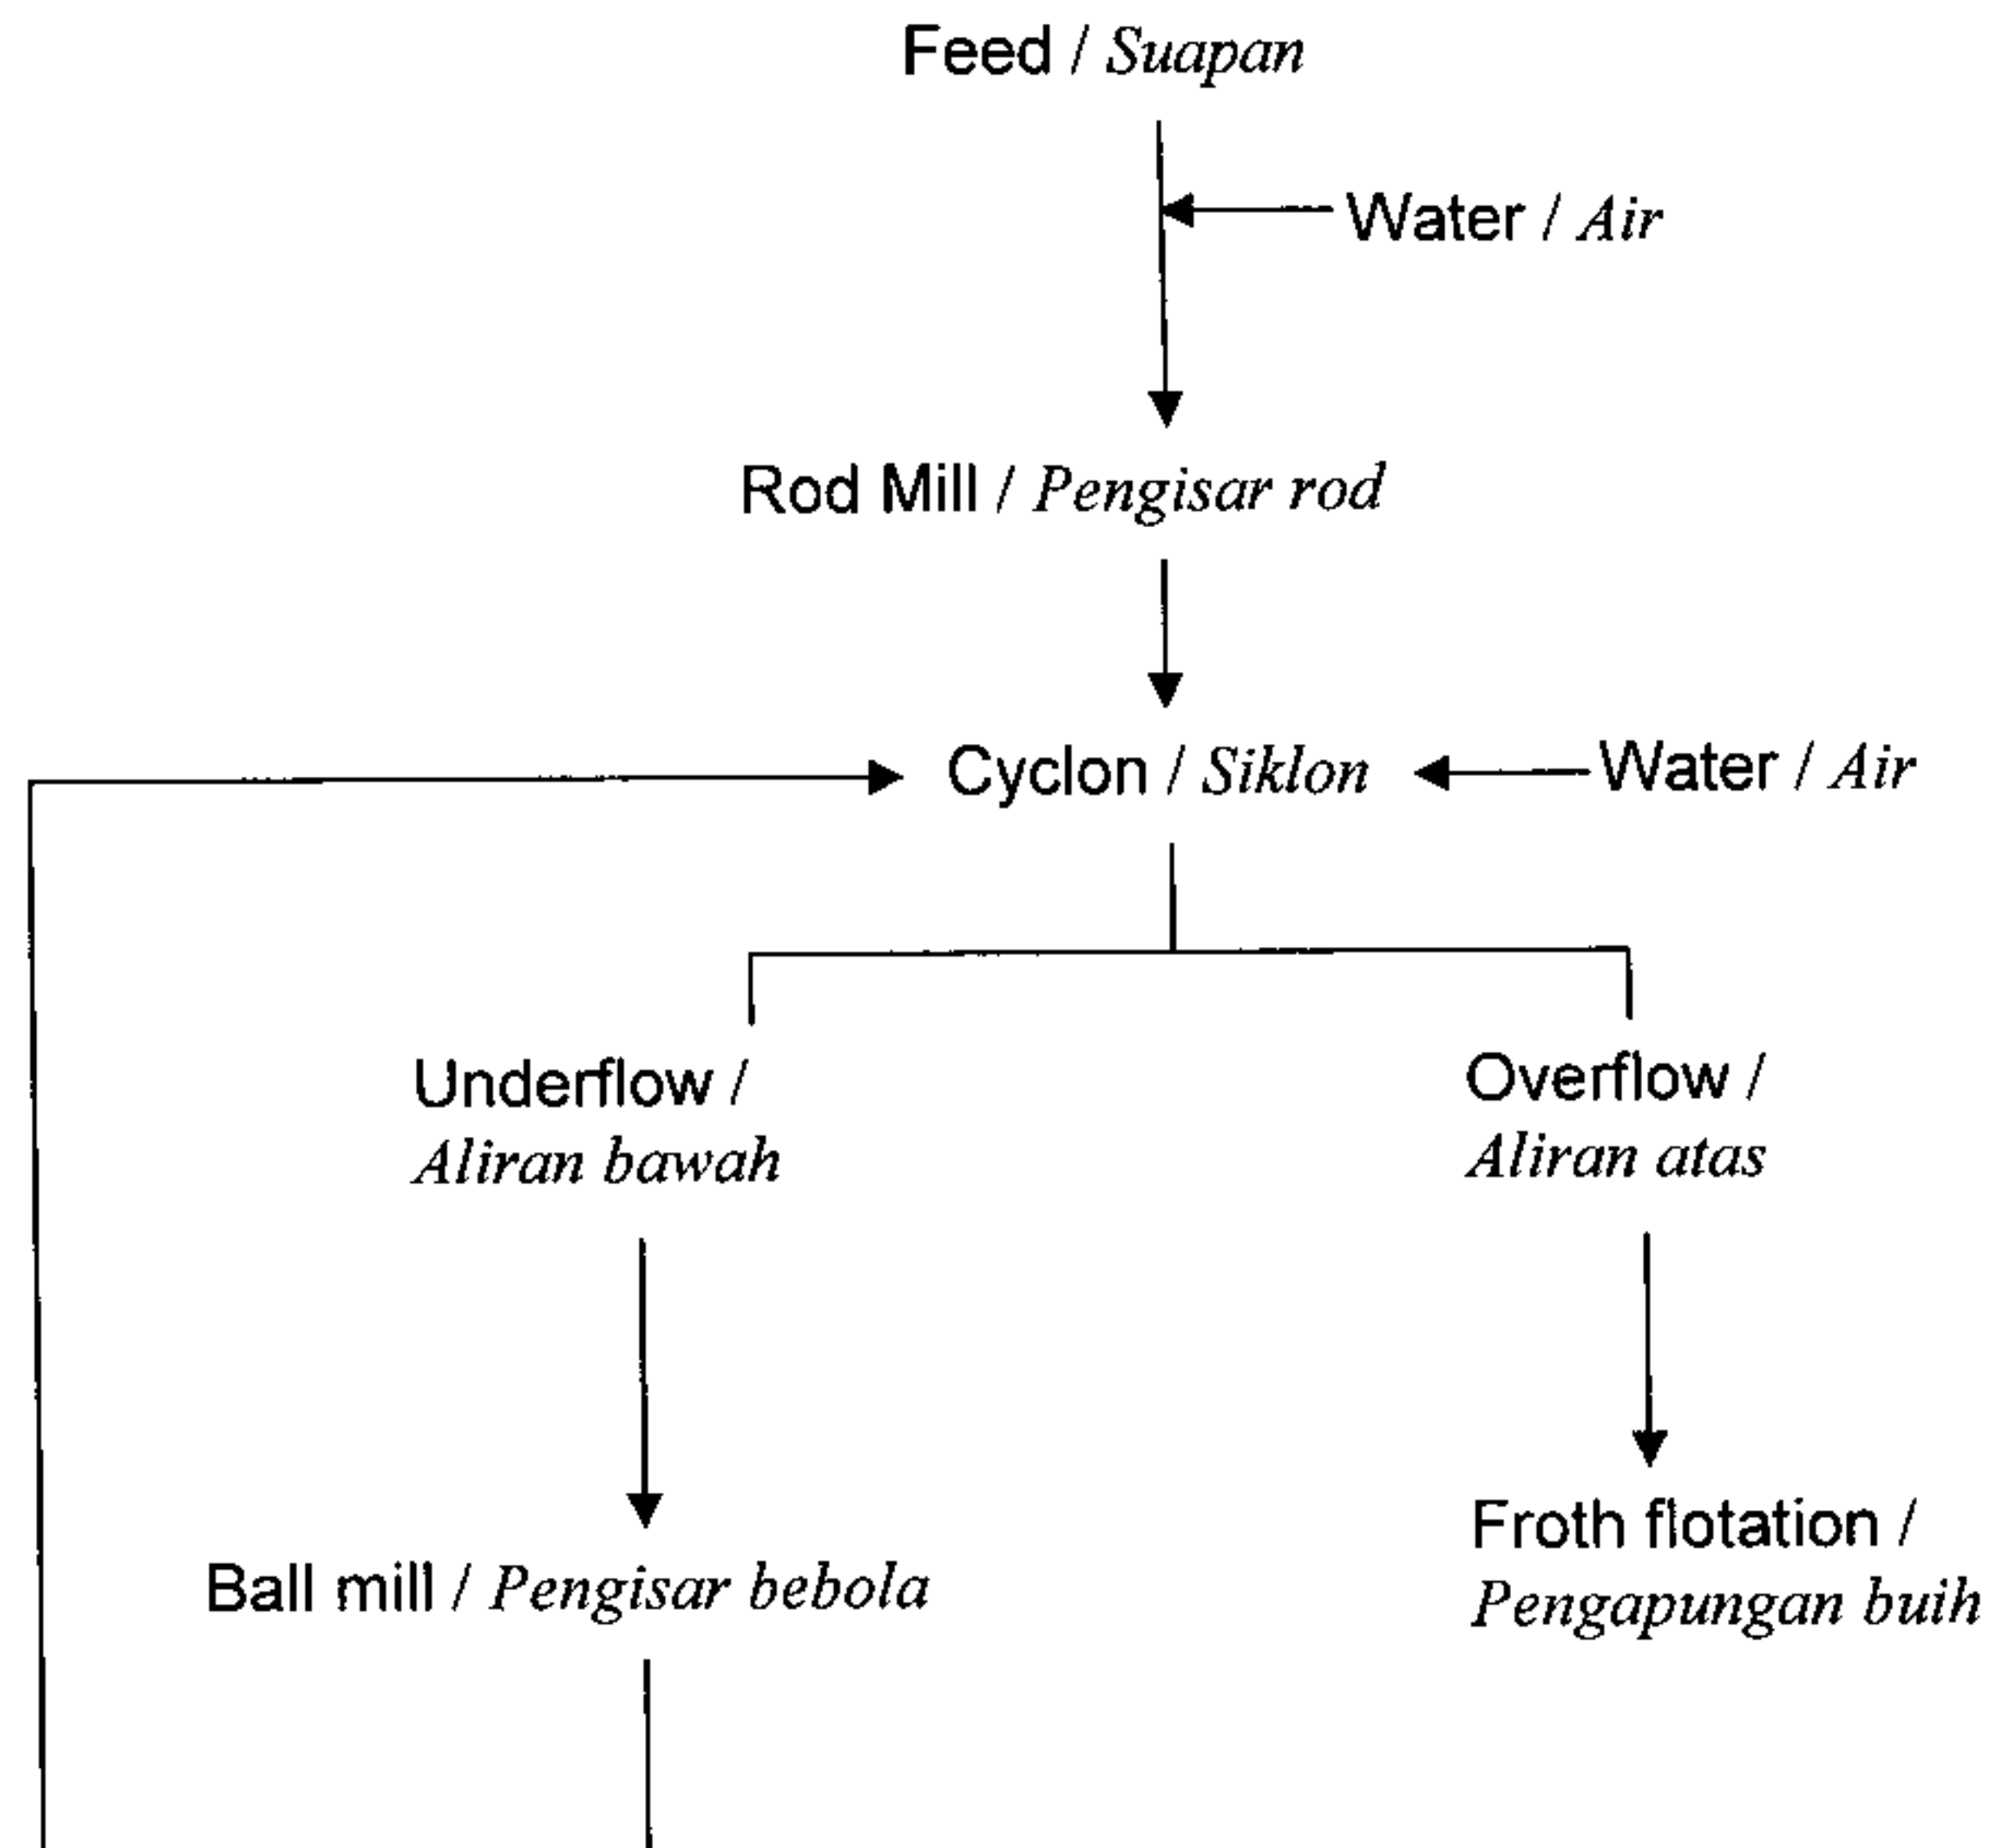 Feed / Suapan
Water / Air
Rod Mill / Pengisar rod
Cyclon / Siklon
Water / Air
Underflow /
Aliran bawah
Overflow /
Aliran atas
Froth flotation /
Pengapungan buih
Ball mill / Pengisar bebola